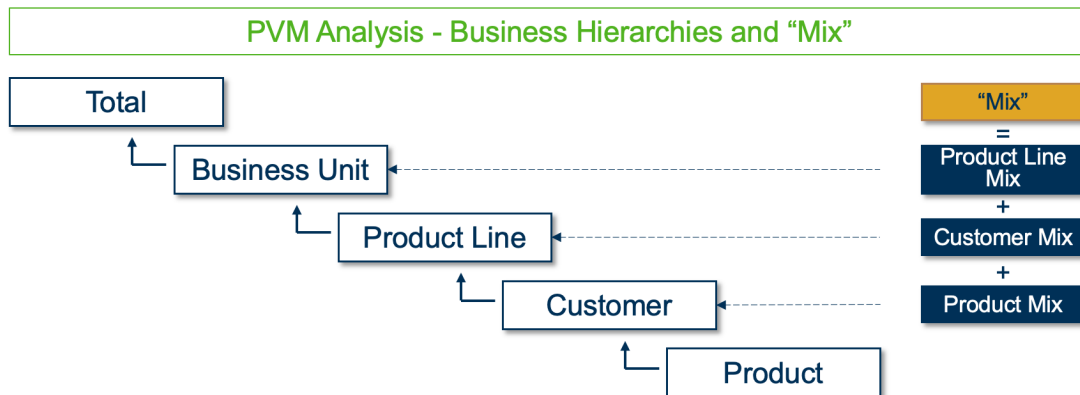 PVM Analysis - Business Hierarchies and “Mix”
Total
“Mix”
=
Business Unit
Product Line
Mix
+
Product Line
Customer Mix
+
Customer
Product Mix
Product